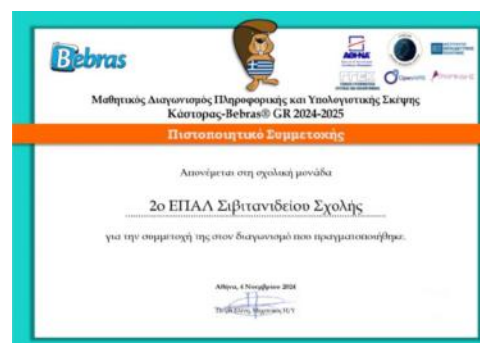 Bebras
ΑΘΗΝΑ
Μαθητικός Διαγωνισμός Πληροφορικής και Υπολογιστικής Σκέψης
Κάστορας-Bebras® GR 2024-2025
Πιστοποιητικό Συμμετοχής
Απονέμεται στη σχολική μονάδα
2ο ΕΠΑΛ Σιβιτανιδείου Σχολής
για την συμμετοχή της στον διαγωνισμό που πραγματοποιήθηκε.
Αθήνα, 4 Νοεμβρίου 2024